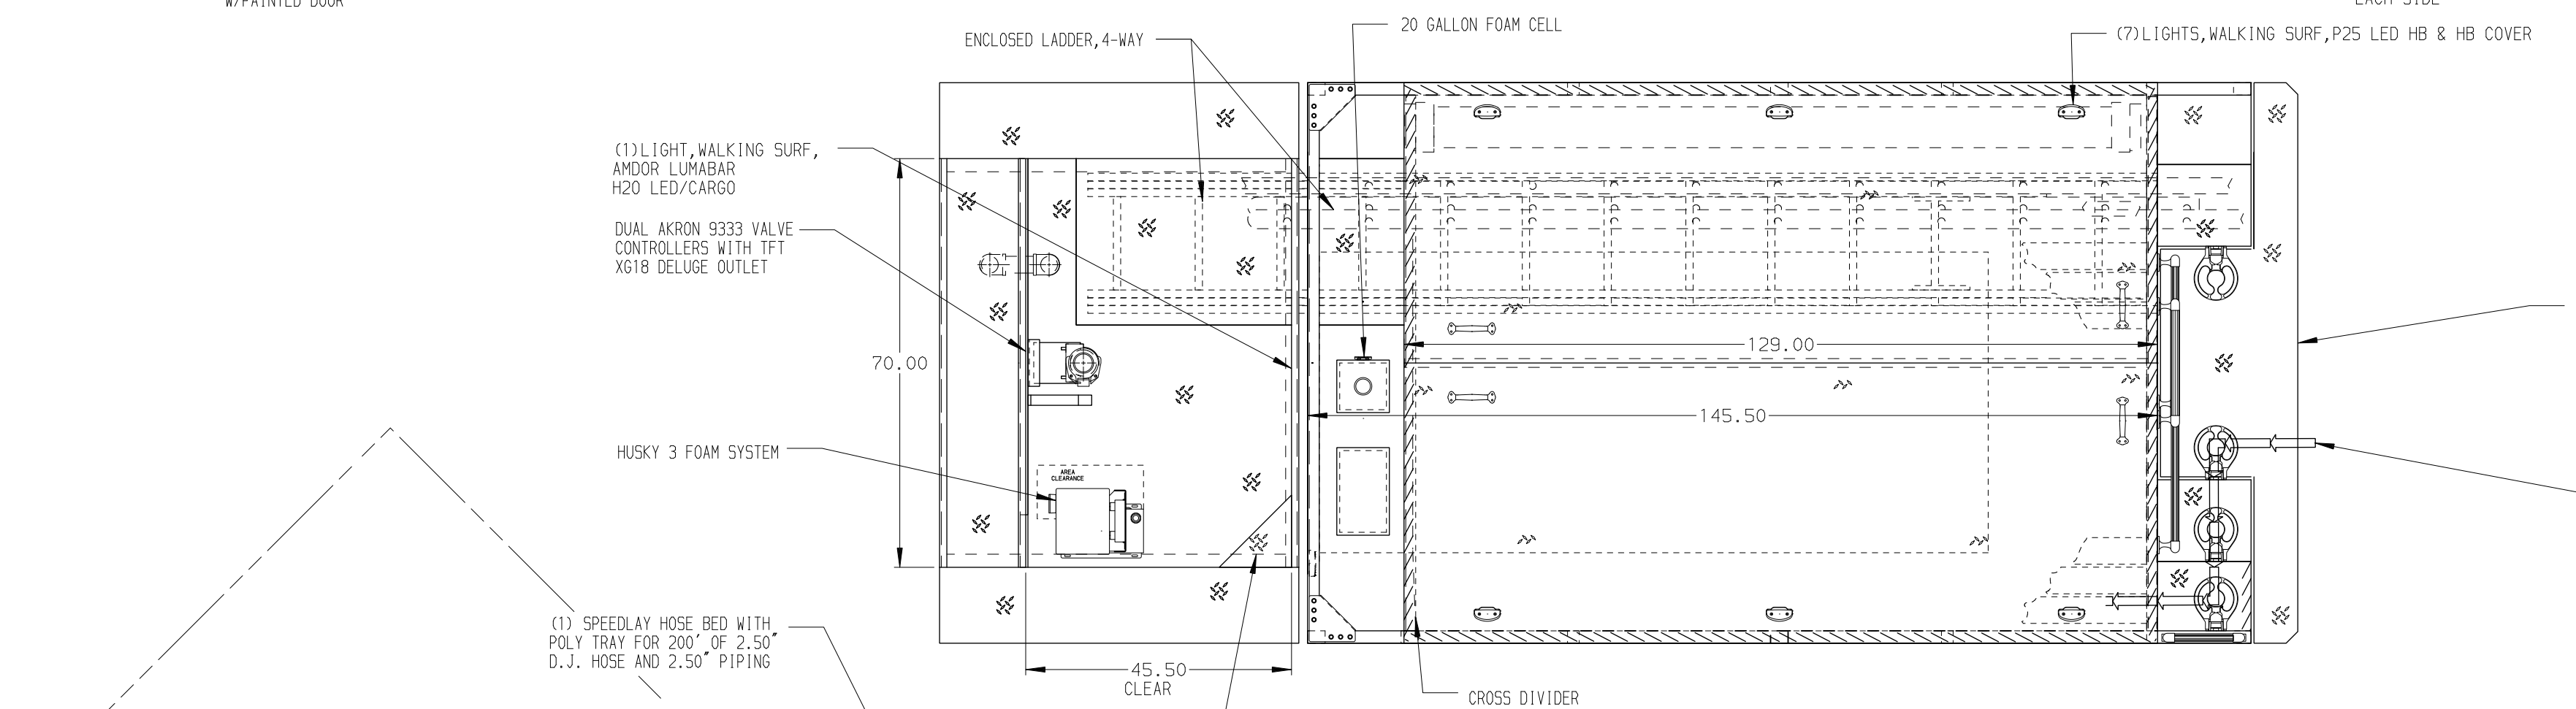 W/PAINTED DOOR
EACH SIDE
20 GALLON FOAM CELL
(7)LIGHTS,WALKING SURF,P25 LED HB & HB COVER
ENCLOSED LADDER,4-WAY
(1)LIGHT,WALKING SURF,
AMDOR LUMABAR
H20 LED/CARGO
DUAL AKRON 9333 VALVE
CONTROLLERS WITH TFT
XG18 DELUGE OUTLET
70.00
129.00
145.50
HUSKY 3 FOAM SYSTEM
AREA
CLEARANCE
(1) SPEEDLAY HOSE BED WITH
POLY TRAY FOR 200' OF 2.50"
D.J. HOSE AND 2.50" PIPING
45.50
CLEAR
CROSS DIVIDER